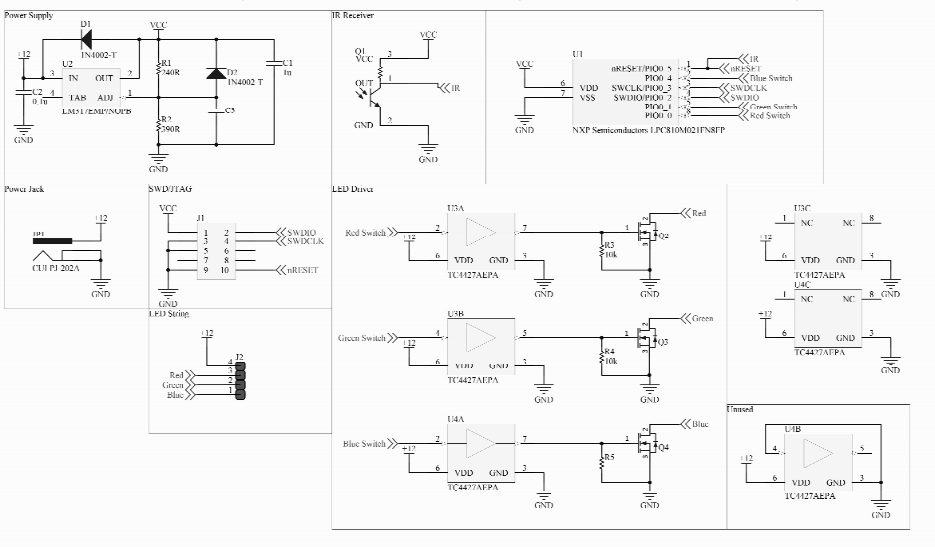 Power Supply
D1
1N4002-T
VCC
+12
U2
3 IN OUT 2
4 TAB ADJ 1
LM317EMP/NOPB
C2
0.1u
GND
R1
240R
D2
1N4002-T
C1
1u
R2
390R
GND
IR Receiver
Q1
VCC
3
VCC
OUT
1
IR
GND
2
GND
U1
VCC
6 VDD
7 VSS
GND
nRESET/PIO0_5 1
PIO0_4 2
SWCLK/PIO0_3 3
SWDIO/PIO0_2 4
PIO0_1 5
PIO0_0 8
IR
nRESET
Blue Switch
SWDCLK
SWDIO
Green Switch
Red Switch
NXP Semiconductors LPC810M021FN8FP
Power Jack
+12
JP1
CUI PJ-202A
GND
SWD/JTAG
VCC
J1
1 2 SWDIO
3 4 SWDCLK
5 6
7 8
9 10 nRESET
GND
LED String
+12
J2
4
Red 3
Green 2
Blue 1
LED Driver
U3A
Red Switch 2 7
+12
6 VDD GND 3
TC4427AEPA
GND
R3
10k
1
2
3
Q2
Red
GND
U3B
Green Switch 4 5
+12
6 VDD GND 3
TC4427AEPA
GND
R4
10k
1
2
3
Q3
Green
GND
U4A
Blue Switch 2 7
+12
6 VDD GND 3
TC4427AEPA
GND
R5
1
2
3
Q4
Blue
GND
U3C
1 NC NC 8
+12
6 VDD GND 3
TC4427AEPA
GND
U4C
1 NC NC 8
+12
6 VDD GND 3
TC4427AEPA
GND
Unused
U4B
4 5
+12
6 VDD GND 3
TC4427AEPA
GND